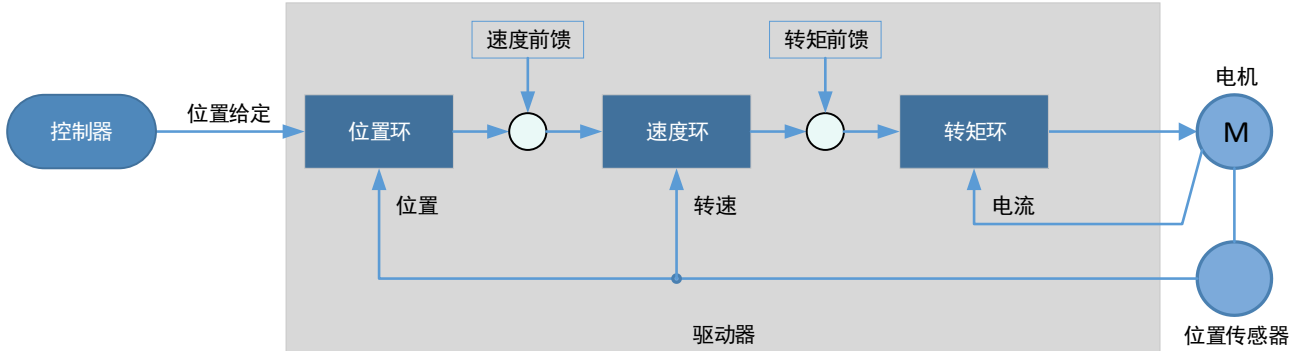 速度前馈
转矩前馈
电机
控制器
位置给定
位置环
速度环
转矩环
M
位置
转速
电流
驱动器
位置传感器